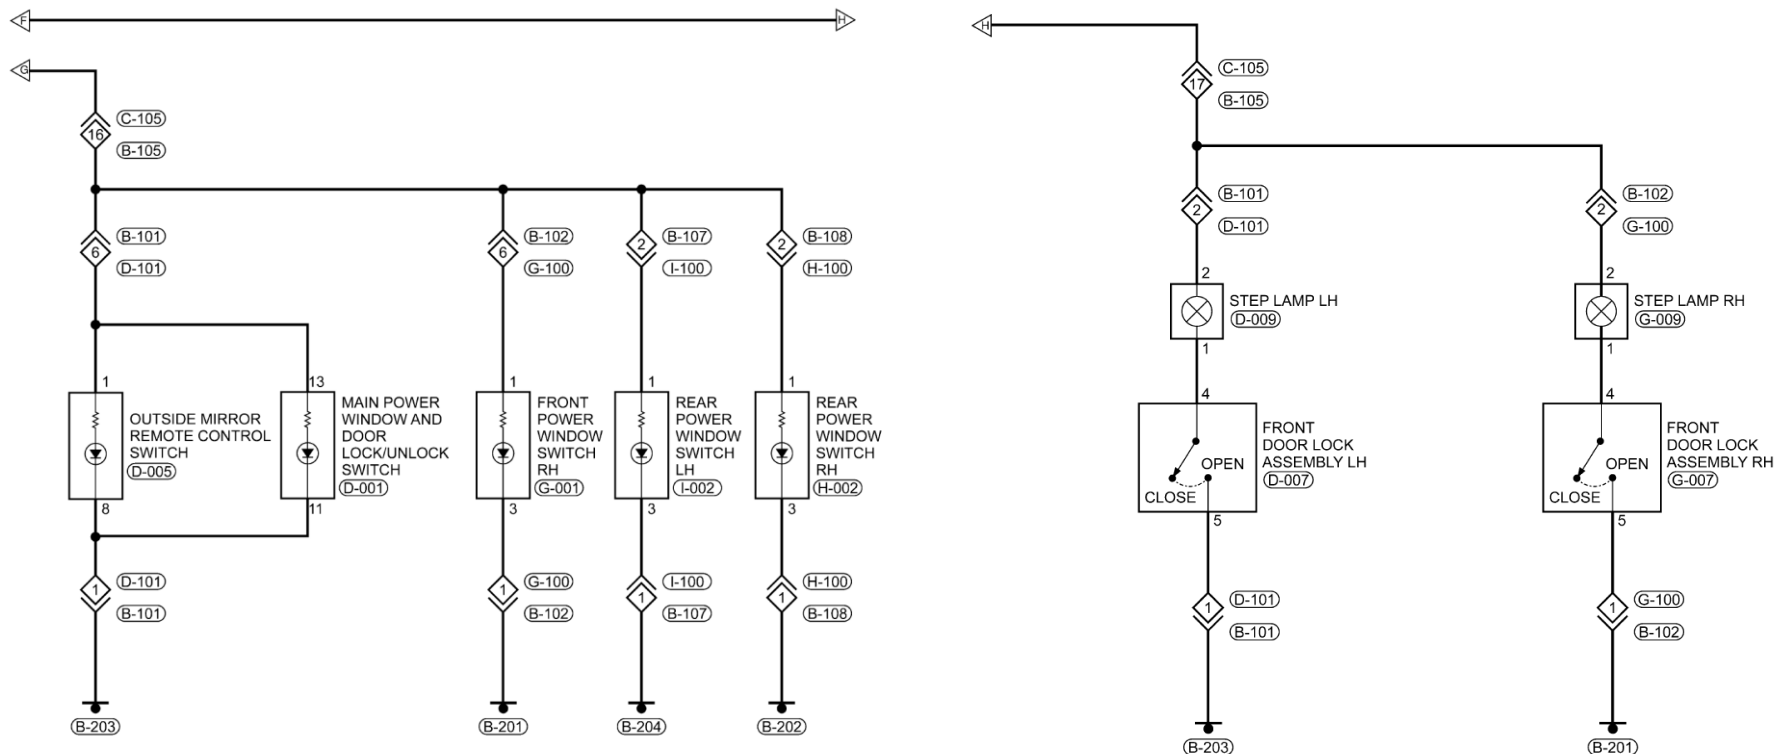 F
H
G
16
C-105
B-105
6
B-101
D-101
6
B-102
G-100
2
B-107
I-100
2
B-108
H-100
1
OUTSIDE MIRROR
REMOTE CONTROL
SWITCH
D-005
8
13
MAIN POWER
WINDOW AND
DOOR
LOCK/UNLOCK
SWITCH
D-001
11
1
FRONT
POWER
WINDOW
SWITCH
RH
G-001
3
1
REAR
POWER
WINDOW
SWITCH
LH
I-002
3
1
REAR
POWER
WINDOW
SWITCH
RH
H-002
3
1
D-101
B-101
1
G-100
B-102
1
I-100
B-107
1
H-100
B-108
B-203
B-201
B-204
B-202
H
17
C-105
B-105
2
B-101
D-101
2
B-102
G-100
2
STEP LAMP LH
D-009
1
2
STEP LAMP RH
G-009
1
4
OPEN
CLOSE
FRONT
DOOR LOCK
ASSEMBLY LH
D-007
5
4
OPEN
CLOSE
FRONT
DOOR LOCK
ASSEMBLY RH
G-007
5
1
D-101
B-101
1
G-100
B-102
B-203
B-201